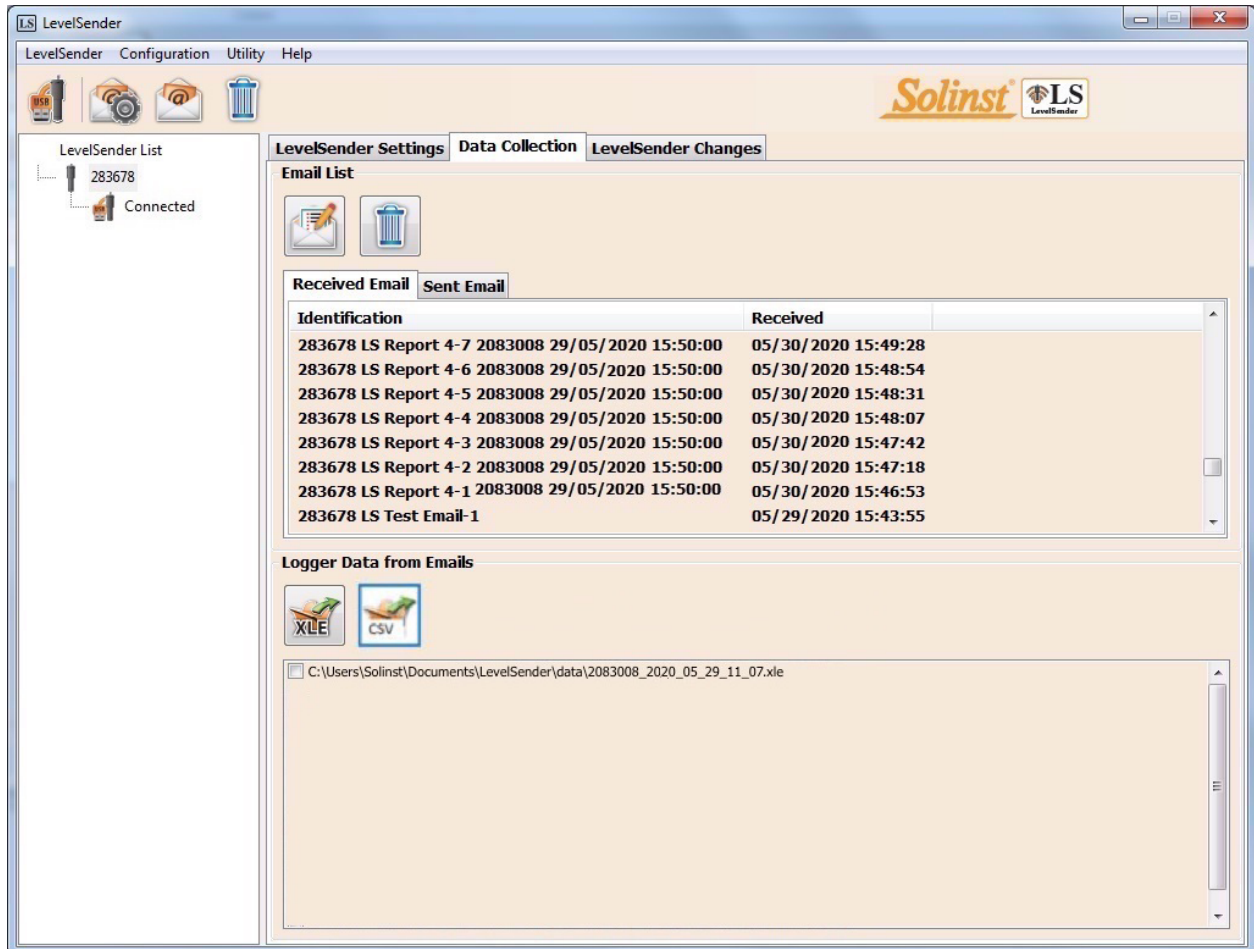 LS LevelSender
LevelSender Configuration Utility Help
USB
Solinst LS
LevelSender
LevelSender List
283678
Connected
LevelSender Settings Data Collection LevelSender Changes
Email List
Received Email Sent Email
Identification Received
283678 LS Report 4-7 2083008 29/05/2020 15:50:00 05/30/2020 15:49:28
283678 LS Report 4-6 2083008 29/05/2020 15:50:00 05/30/2020 15:48:54
283678 LS Report 4-5 2083008 29/05/2020 15:50:00 05/30/2020 15:48:31
283678 LS Report 4-4 2083008 29/05/2020 15:50:00 05/30/2020 15:48:07
283678 LS Report 4-3 2083008 29/05/2020 15:50:00 05/30/2020 15:47:42
283678 LS Report 4-2 2083008 29/05/2020 15:50:00 05/30/2020 15:47:18
283678 LS Report 4-1 2083008 29/05/2020 15:50:00 05/30/2020 15:46:53
283678 LS Test Email-1 05/29/2020 15:43:55
Logger Data from Emails
XLE CSV
C:\Users\Solinst\Documents\LevelSender\data\2083008_2020_05_29_11_07.xle